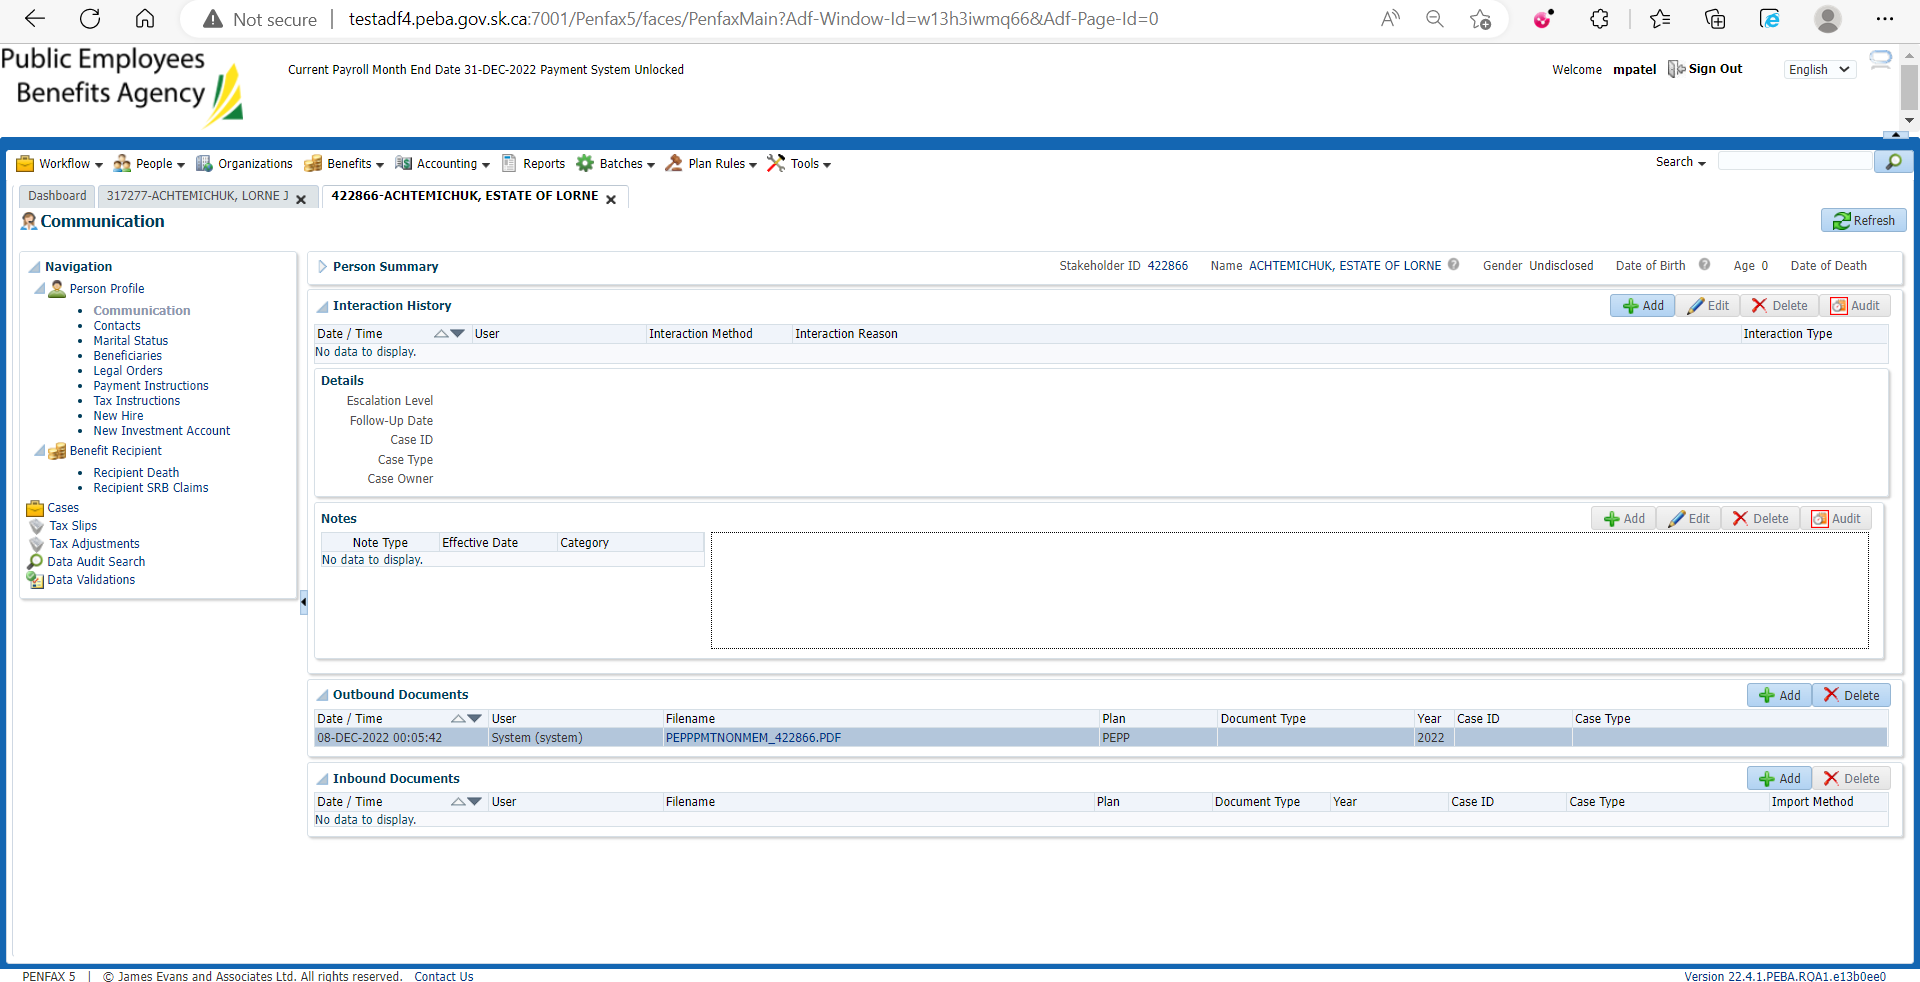 Not secure | testadf4.peba.gov.sk.ca:7001/Penfax5/faces/PenfaxMain?Adf-Window-Id=w13h3iwmq66&Adf-Page-Id=0
Public Employees
Benefits Agency
Current Payroll Month End Date 31-DEC-2022 Payment System Unlocked
Welcome mpatel Sign Out English
Workflow People Organizations Benefits Accounting Reports Batches Plan Rules Tools Search
Dashboard 317277-ACHTEMICHUK, LORNE J 422866-ACHTEMICHUK, ESTATE OF LORNE
Communication
Refresh
Navigation
Person Profile
Communication
Contacts
Marital Status
Beneficiaries
Legal Orders
Payment Instructions
Tax Instructions
New Hire
New Investment Account
Benefit Recipient
Recipient Death
Recipient SRB Claims
Cases
Tax Slips
Tax Adjustments
Data Audit Search
Data Validations
Person Summary Stakeholder ID 422866 Name ACHTEMICHUK, ESTATE OF LORNE Gender Undisclosed Date of Birth Age 0 Date of Death
Interaction History Add Edit Delete Audit
Date / Time User Interaction Method Interaction Reason Interaction Type
No data to display.
Details
Escalation Level
Follow-Up Date
Case ID
Case Type
Case Owner
Notes Add Edit Delete Audit
Note Type Effective Date Category
No data to display.
Outbound Documents Add Delete
Date / Time User Filename Plan Document Type Year Case ID Case Type
08-DEC-2022 00:05:42 System (system) PEPPPMTNONMEM_422866.PDF PEPP 2022
Inbound Documents Add Delete
Date / Time User Filename Plan Document Type Year Case ID Case Type Import Method
No data to display.
PENFAX 5 | © James Evans and Associates Ltd. All rights reserved. Contact Us Version 22.4.1.PEBA.RQA1.e13b0ee0